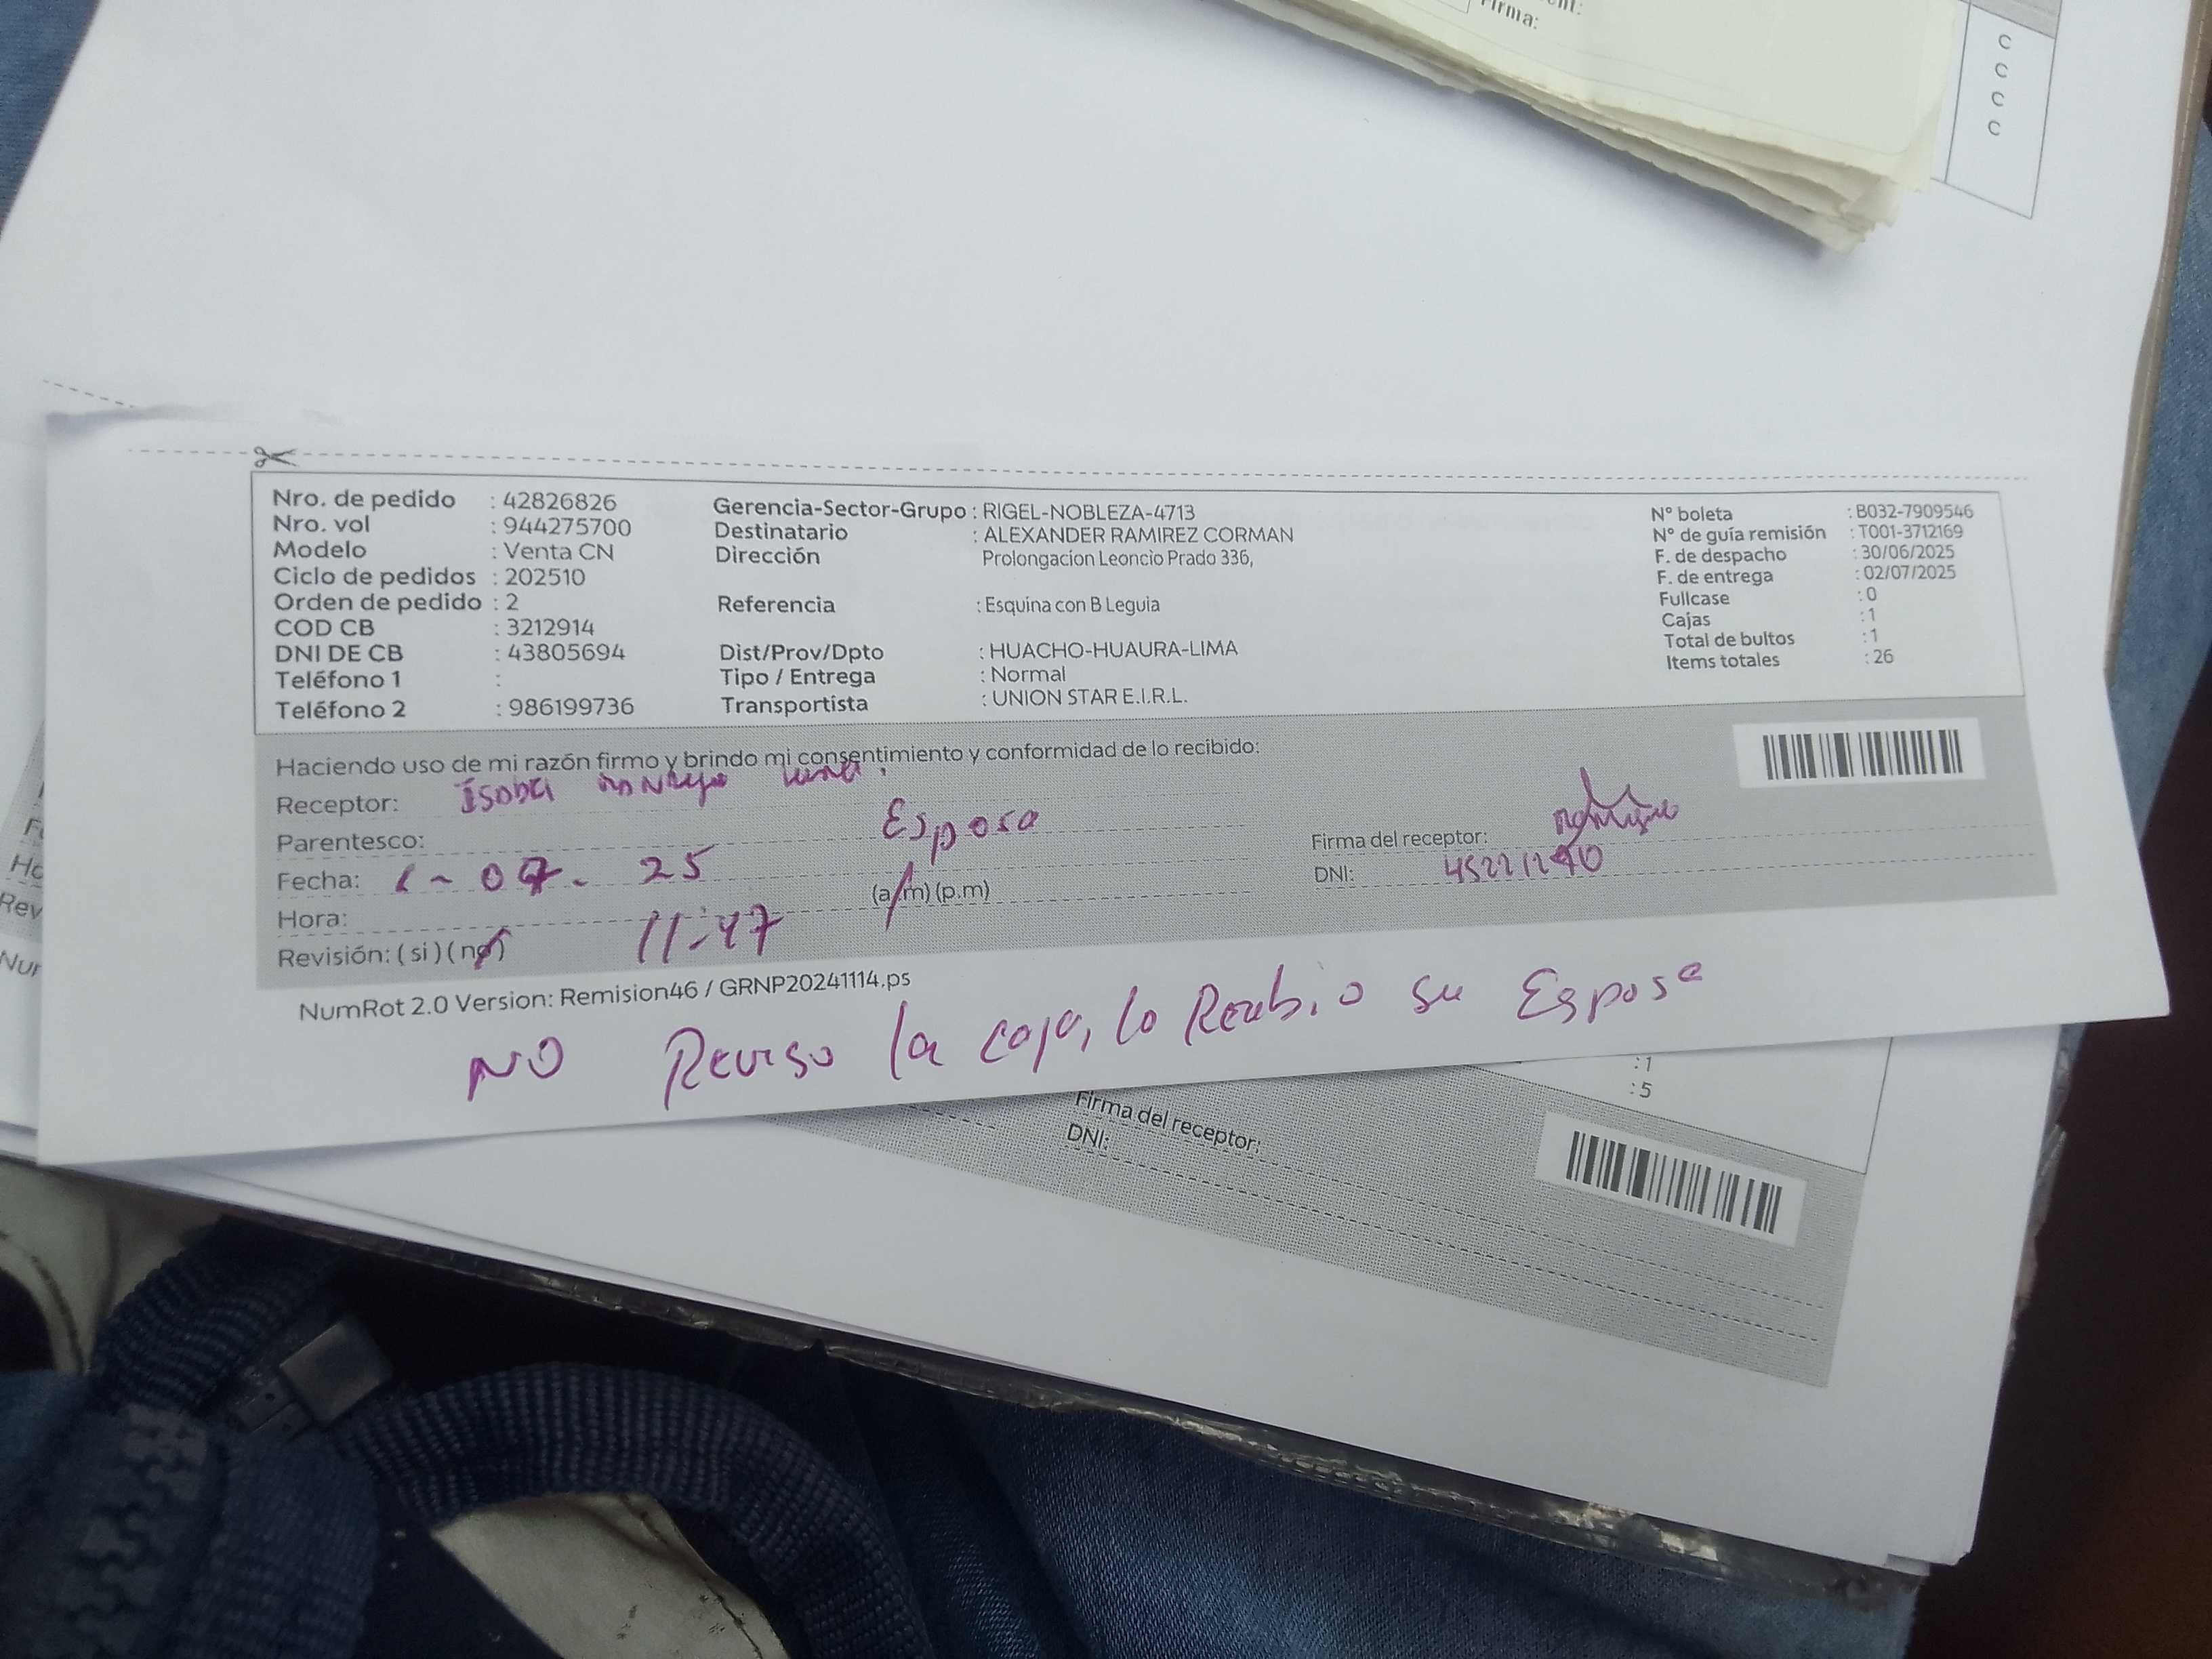 Firma:
C
C
C
C
Nro. de pedido : 42826826
Nro. vol : 944275700
Modelo : Venta CN
Ciclo de pedidos : 202510
Orden de pedido : 2
COD CB : 3212914
DNI DE CB : 43805694
Teléfono 1 :
Teléfono 2 : 986199736
Gerencia-Sector-Grupo : RIGEL-NOBLEZA-4713
Destinatario : ALEXANDER RAMIREZ CORMAN
Dirección Prolongacion Leoncio Prado 336,
Referencia : Esquina con B Leguia
Dist/Prov/Dpto : HUACHO-HUAURA-LIMA
Tipo / Entrega : Normal
Transportista : UNION STAR E.I.R.L.
N° boleta : B032-7909546
N° de guía remisión : T001-3712169
F. de despacho : 30/06/2025
F. de entrega : 02/07/2025
Fullcase : 0
Cajas : 1
Total de bultos : 1
Items totales : 26
Haciendo uso de mi razón firmo y brindo mi consentimiento y conformidad de lo recibido:
Receptor:
Parentesco: Esposa
Fecha: 07. 25
Hora: 11:47 (a.m) (p.m)
Revisión: ( si ) ( no )
Firma del receptor:
DNI:
NumRot 2.0 Version: Remision46 / GRNP20241114.ps
NO Reviso la caja, lo Recibio su Esposa
: 1
: 5
Firma del receptor:
DNI: